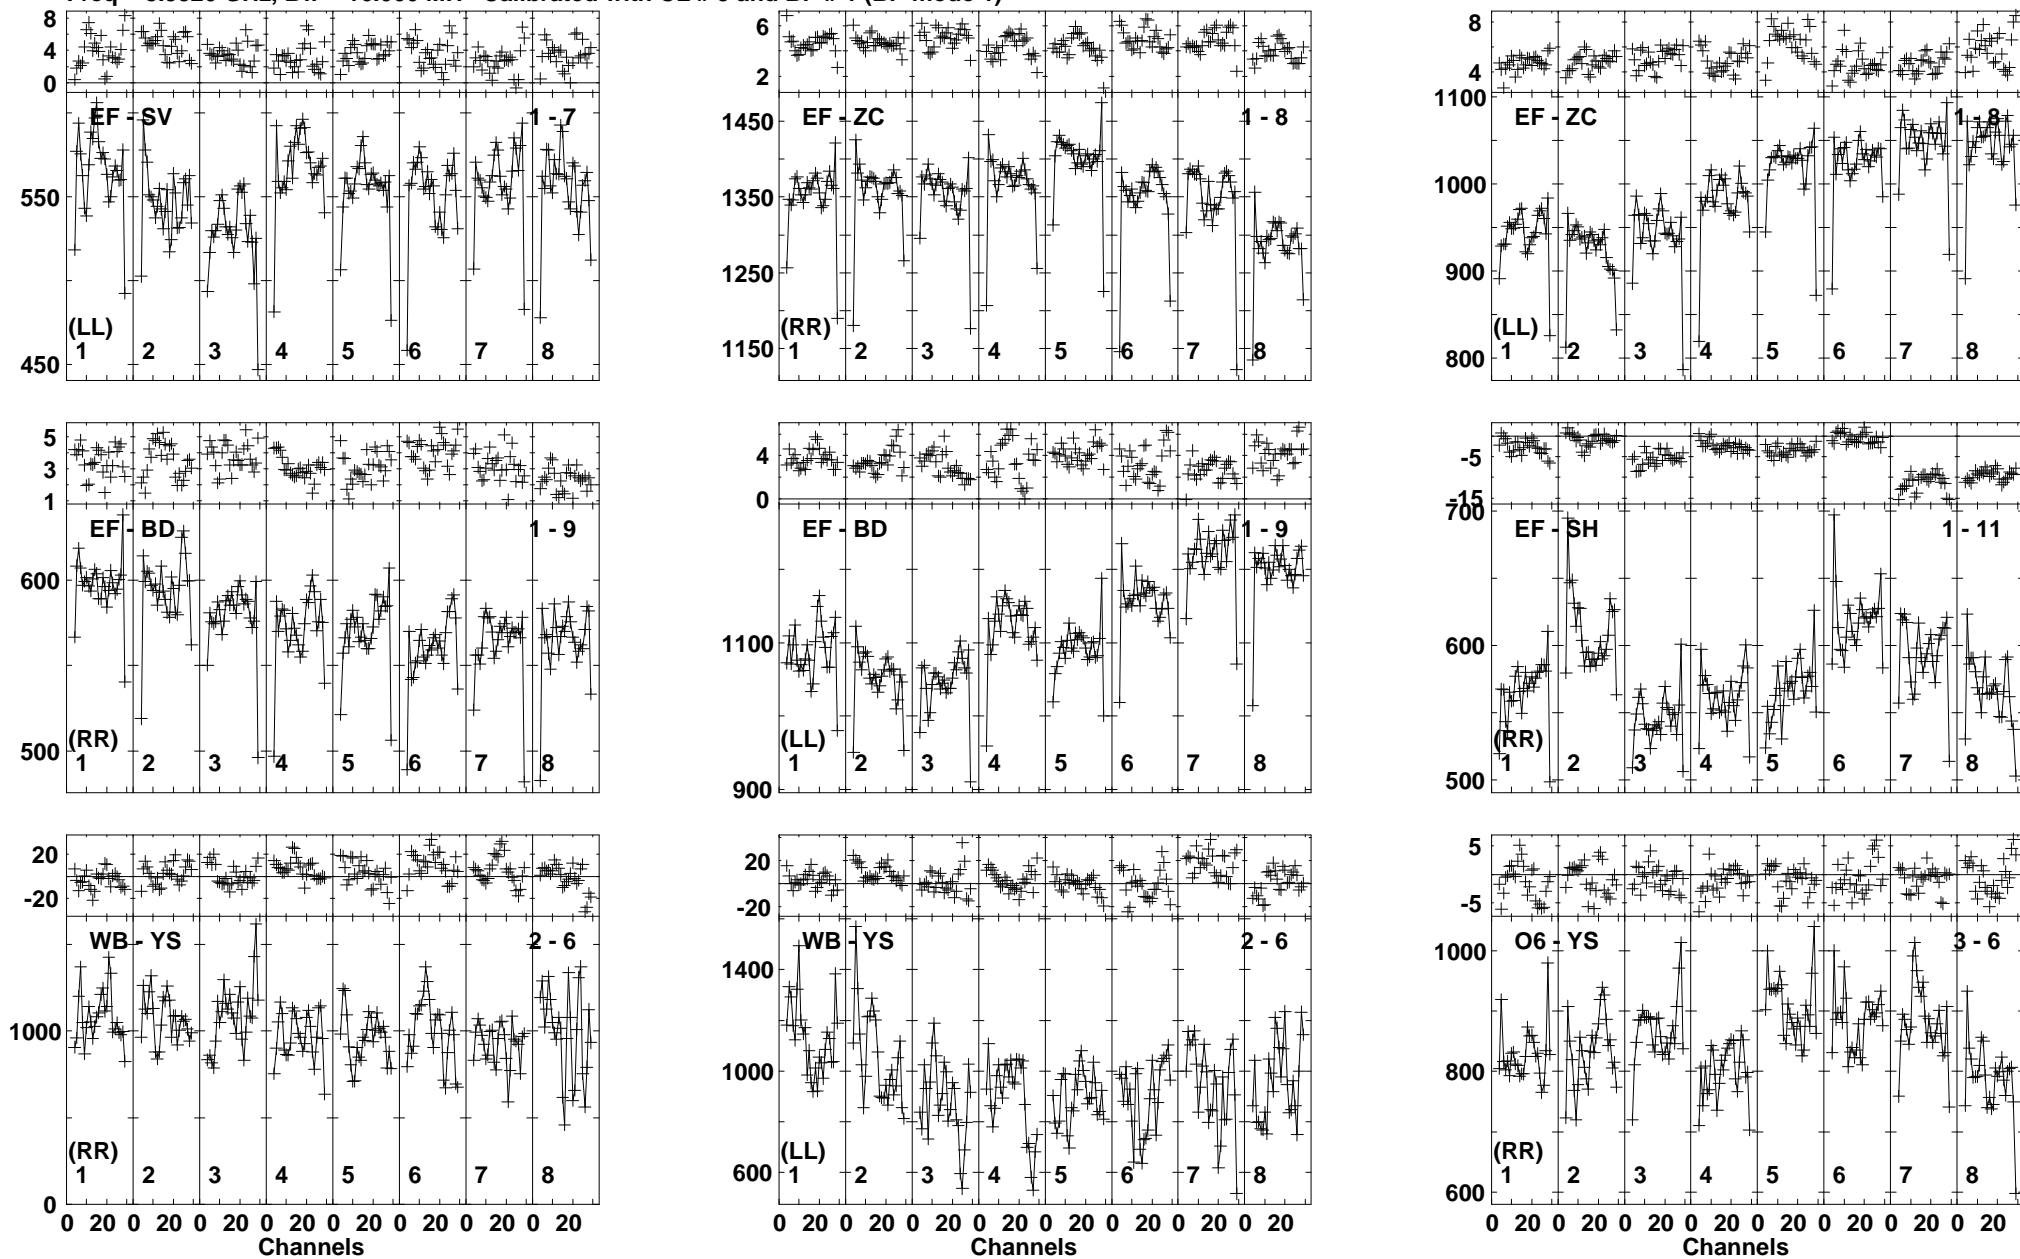 8
4
0
EF - SV 1 - 7
550
450
(LL)
1 2 3 4 5 6 7 8
6
2
EF - ZC 1 - 8
1450
1350
1250
1150
(RR)
1 2 3 4 5 6 7 8
8
4
EF - ZC 1 - 8
1100
1000
900
800
(LL)
1 2 3 4 5 6 7 8
5
3
1
EF - BD 1 - 9
600
500
(RR)
1 2 3 4 5 6 7 8
4
0
EF - BD 1 - 9
1100
900
(LL)
1 2 3 4 5 6 7 8
-5
-15
EF - SH 1 - 11
700
600
500
(RR)
1 2 3 4 5 6 7 8
20
-20
WB - YS 2 - 6
1000
0
(RR)
1 2 3 4 5 6 7 8
0 20 0 20 0 20 0 20 0 20 0 20 0 20 0 20
Channels
20
-20
WB - YS 2 - 6
1400
1000
600
(LL)
1 2 3 4 5 6 7 8
0 20 0 20 0 20 0 20 0 20 0 20 0 20 0 20
Channels
5
-5
O6 - YS 3 - 6
1000
800
600
(RR)
1 2 3 4 5 6 7 8
0 20 0 20 0 20 0 20 0 20 0 20 0 20 0 20
Channels